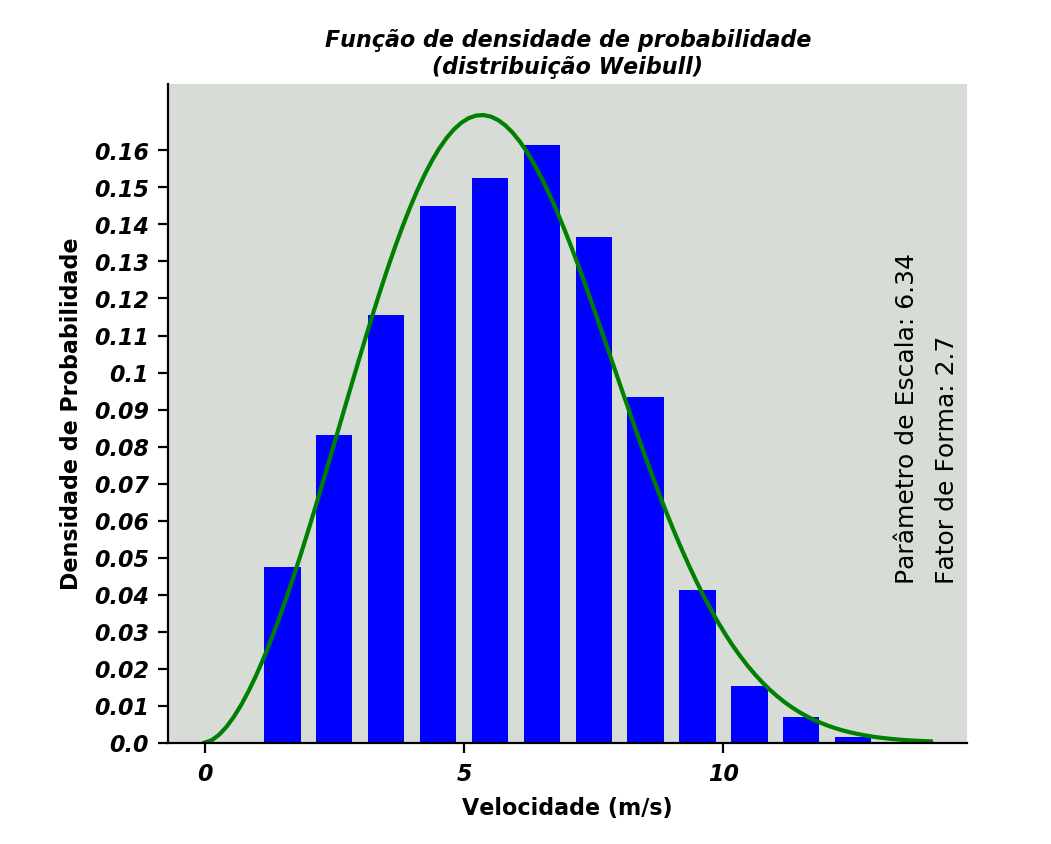 Função de densidade de probabilidade
(distribuição Weibull)
Densidade de Probabilidade
0.16
0.15
0.14
0.13
0.12
0.11
0.1
0.09
0.08
0.07
0.06
0.05
0.04
0.03
0.02
0.01
0.0
0 5 10
Velocidade (m/s)
Parâmetro de Escala: 6.34
Fator de Forma: 2.7